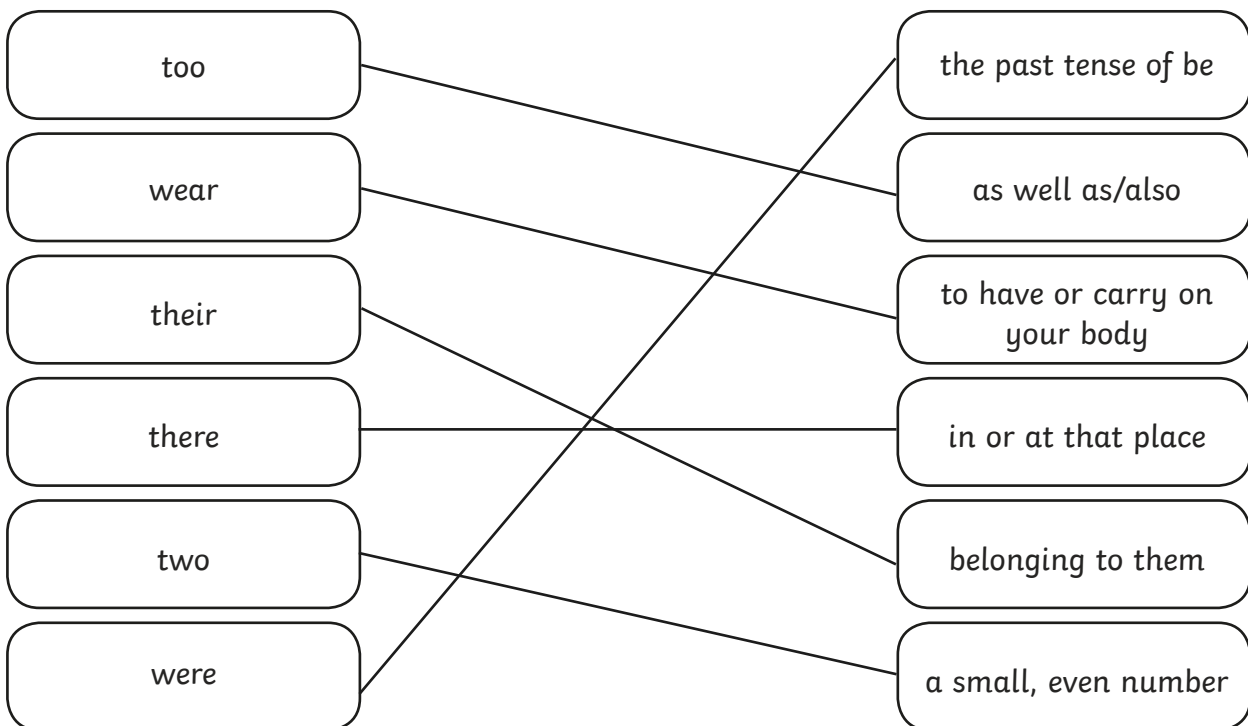 too
wear
their
there
two
were
the past tense of be
as well as/also
to have or carry on
your body
in or at that place
belonging to them
a small, even number